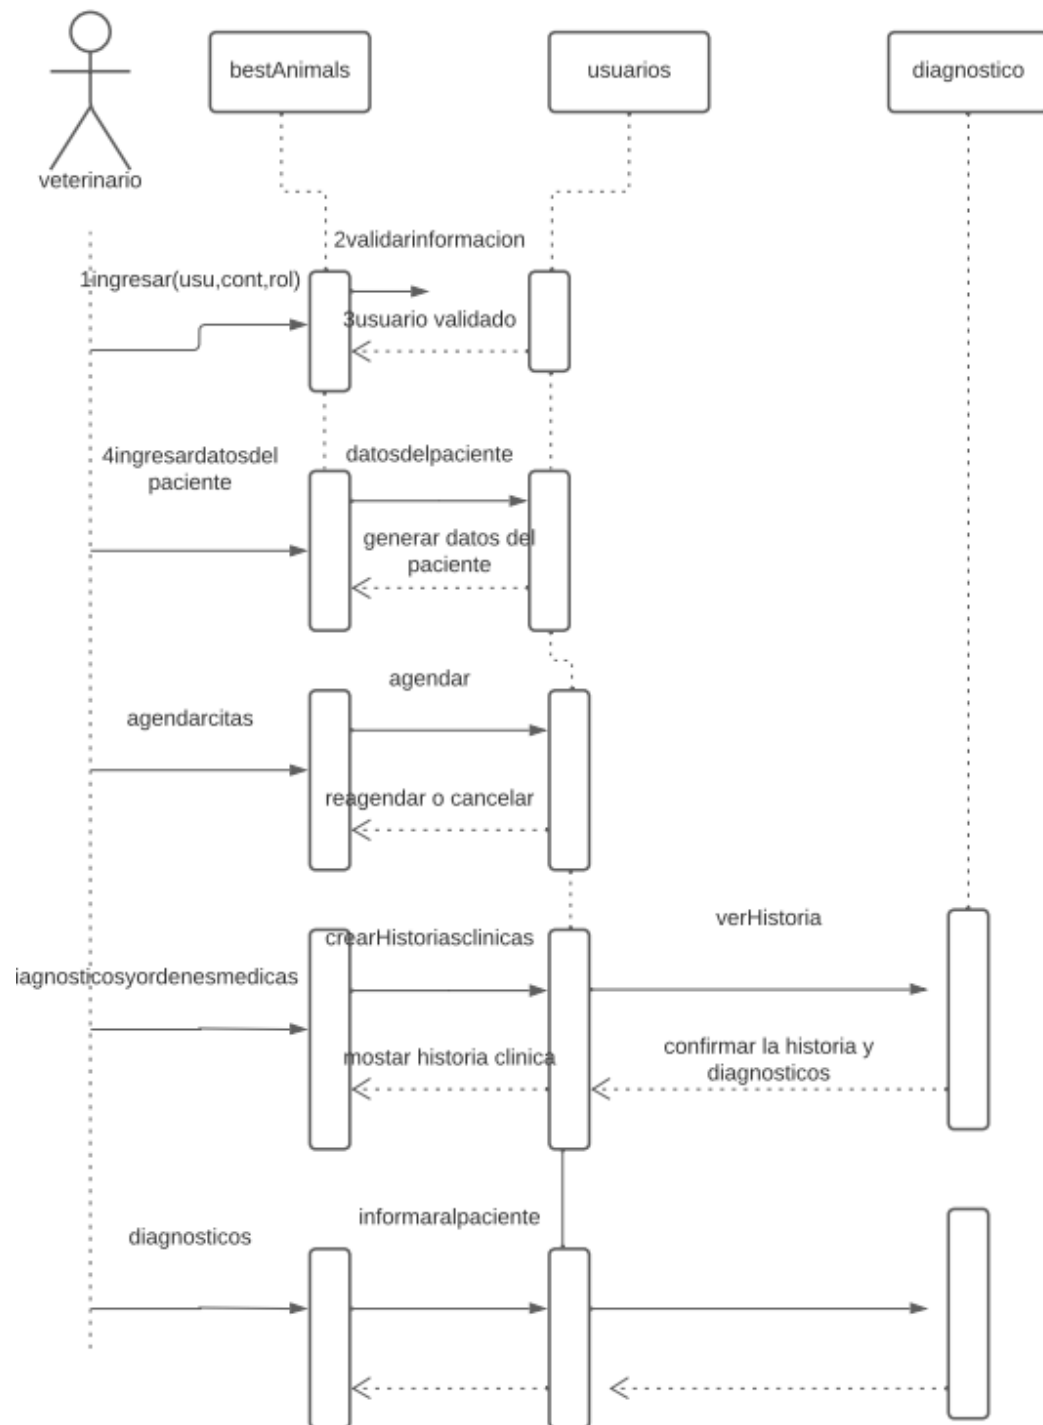 bestAnimals
usuarios
diagnostico
veterinario
2validarinformacion
1ingresar(usu,cont,rol)
3usuario validado
4ingresardatosdel
paciente
datosdelpaciente
generar datos del
paciente
agendar
agendarcitas
reagendar o cancelar
verHistoria
crearHistoriasclinicas
iagnosticosyordenesmedicas
confirmar la historia y
diagnosticos
mostar historia clinica
informaralpaciente
diagnosticos